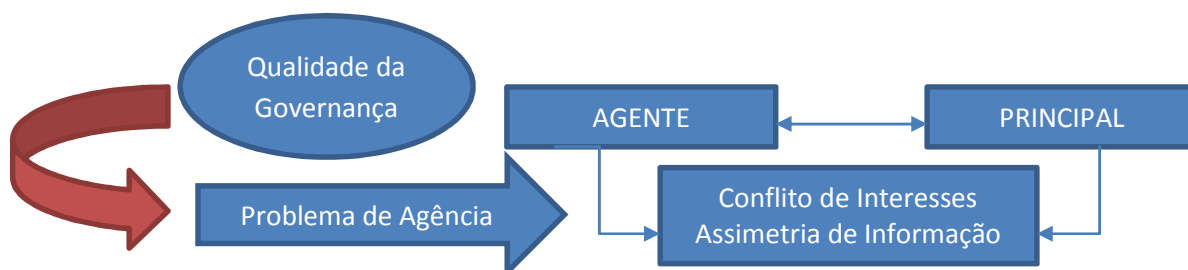 Qualidade da
Governança
AGENTE
PRINCIPAL
Problema de Agência
Conflito de Interesses
Assimetria de Informação